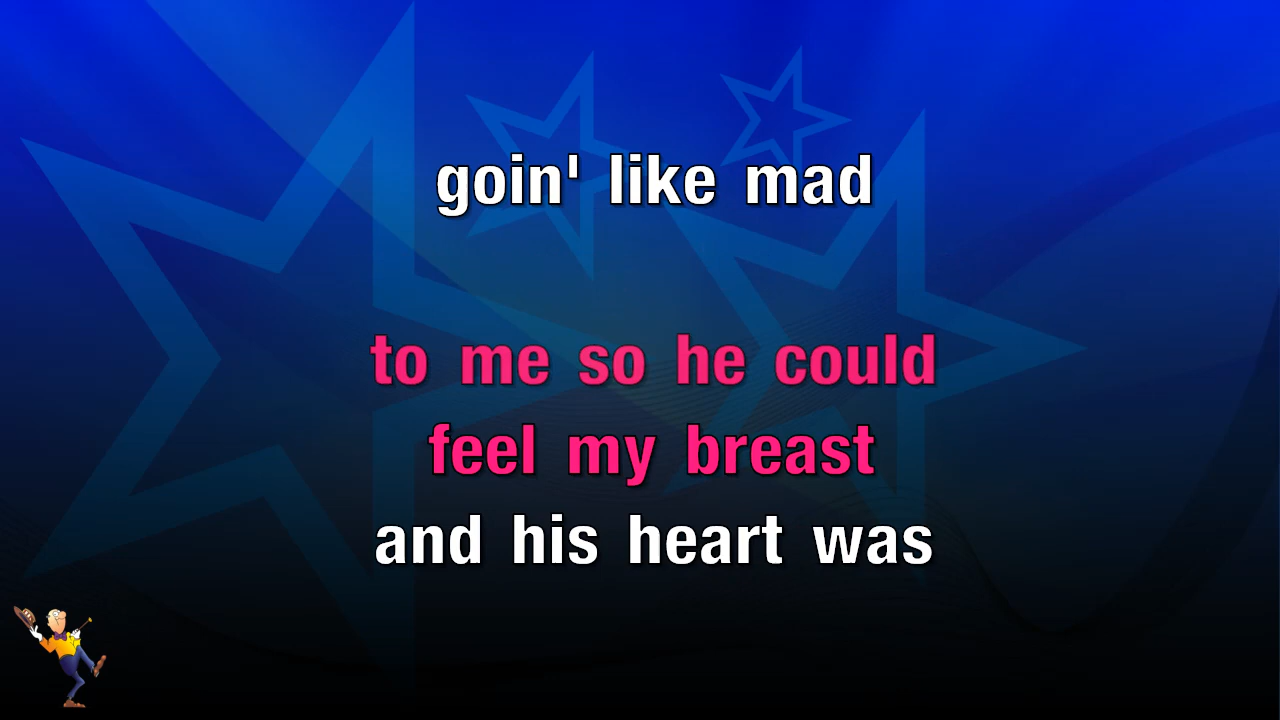 goin' like mad
to me so he could
feel my breast
and his heart was